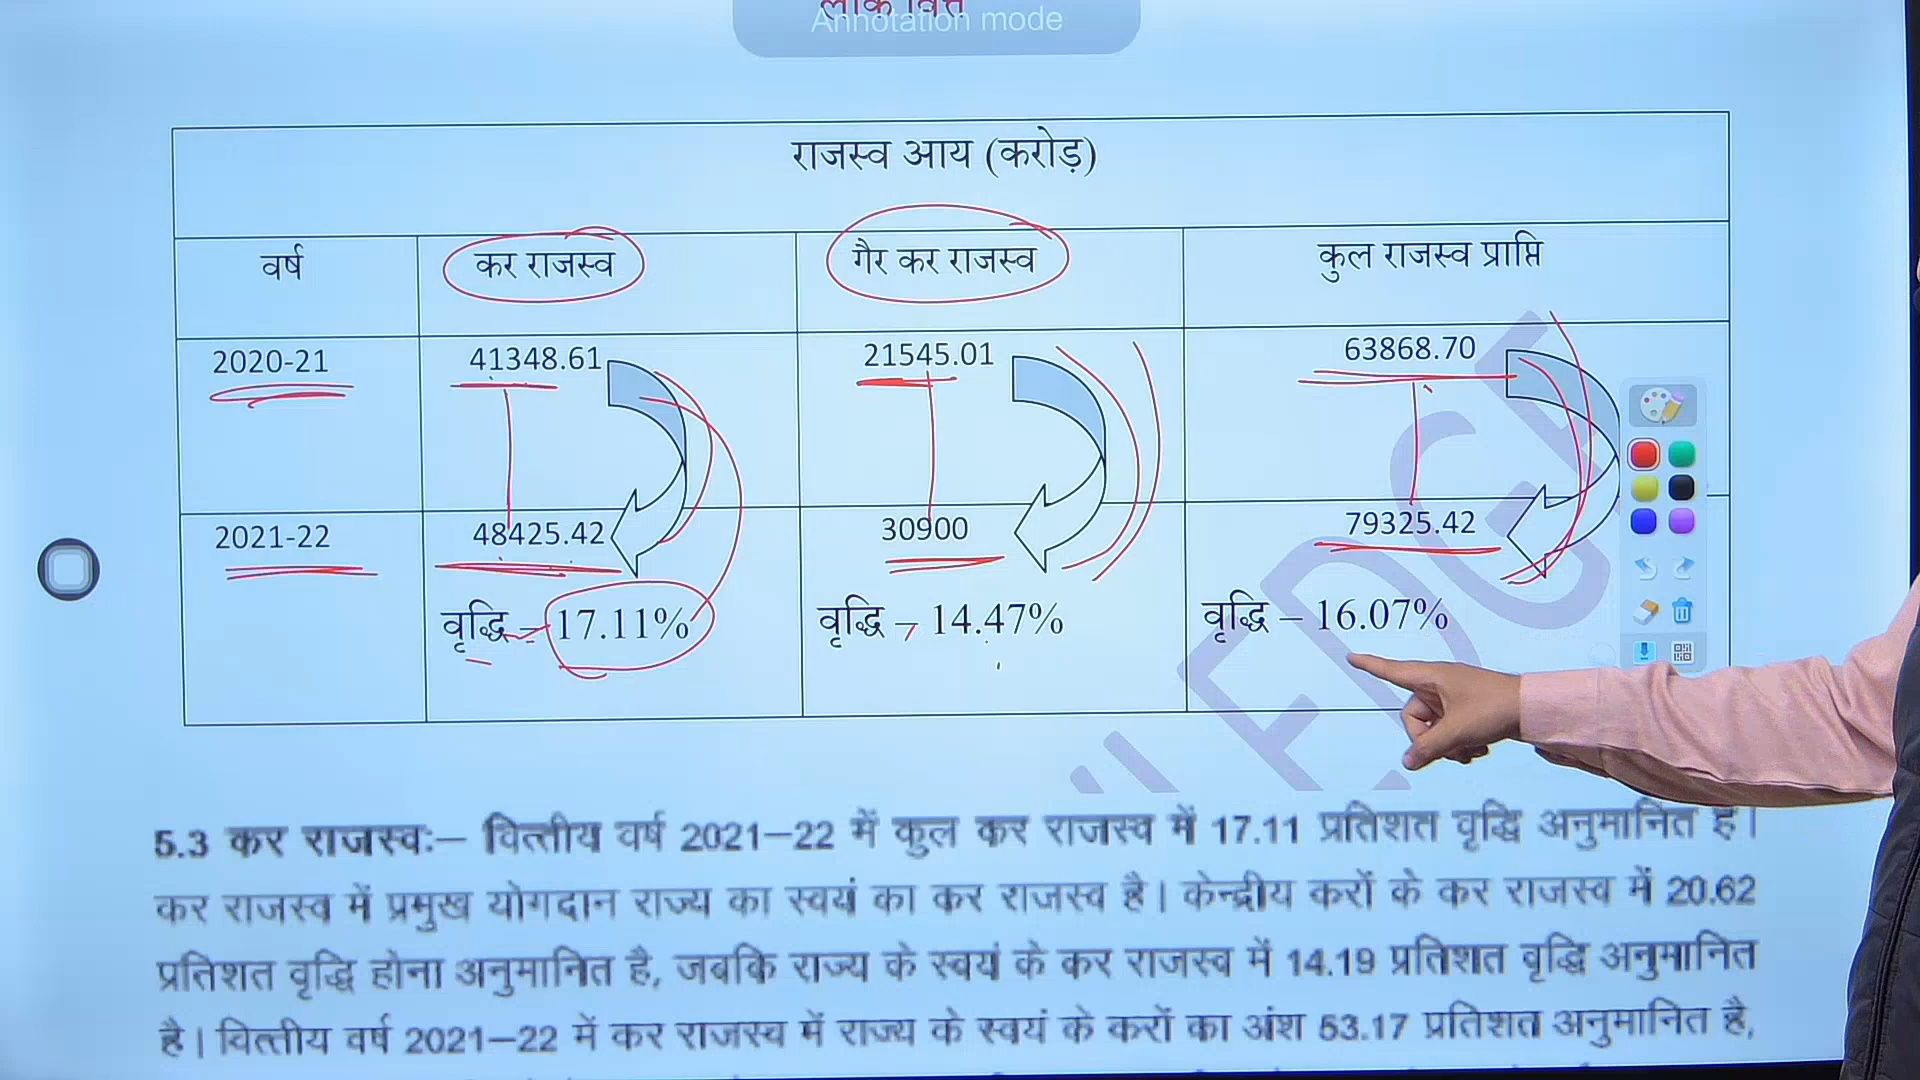 लोक वित्त
Annotation mode
राजस्व आय (करोड़)
वर्ष कर राजस्व गैर कर राजस्व कुल राजस्व प्राप्ति
2020-21 41348.61 21545.01 63868.70
2021-22 48425.42 30900 79325.42
वृद्धि – 17.11% वृद्धि – 14.47% वृद्धि – 16.07%
5.3 कर राजस्वः– वित्तीय वर्ष 2021–22 में कुल कर राजस्व में 17.11 प्रतिशत वृद्धि अनुमानित है।
कर राजस्व में प्रमुख योगदान राज्य का स्वयं का कर राजस्व है। केन्द्रीय करों के कर राजस्व में 20.62
प्रतिशत वृद्धि होना अनुमानित है, जबकि राज्य के स्वयं के कर राजस्व में 14.19 प्रतिशत वृद्धि अनुमानित
है। वित्तीय वर्ष 2021–22 में कर राजस्व में राज्य के स्वयं के करों का अंश 53.17 प्रतिशत अनुमानित है,